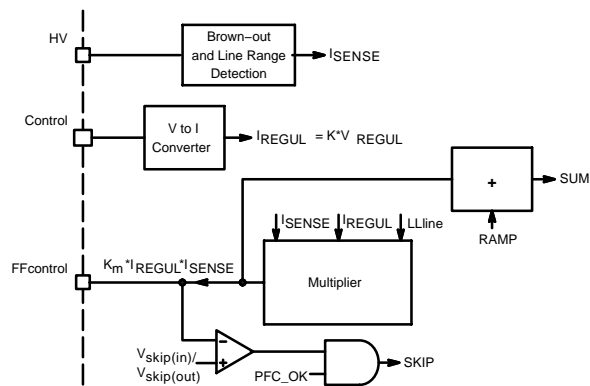 HV
Brown−out
and Line Range
Detection
ISENSE
Control
V to I
Converter
IREGUL = K*V REGUL
+
SUM
RAMP
ISENSE IREGUL LLline
FFcontrol
Km*IREGUL*ISENSE
Multiplier
−
+
Vskip(in)/
Vskip(out)
PFC_OK
SKIP